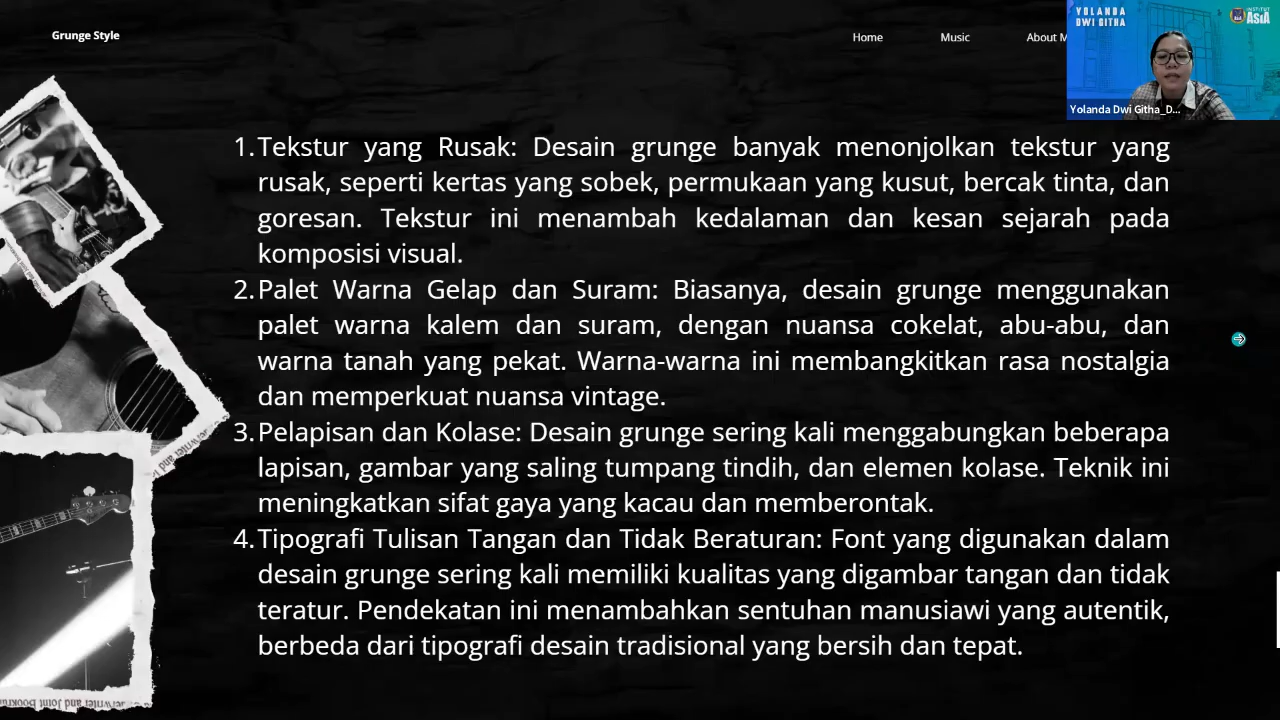 Grunge Style
Home
Music
About M
YOLANDA
DWI GITHA
INSTITUT
ASIA
Yolanda Dwi Githa_D...
1. Tekstur yang Rusak: Desain grunge banyak menonjolkan tekstur yang
rusak, seperti kertas yang sobek, permukaan yang kusut, bercak tinta, dan
goresan. Tekstur ini menambah kedalaman dan kesan sejarah pada
komposisi visual.
2. Palet Warna Gelap dan Suram: Biasanya, desain grunge menggunakan
palet warna kalem dan suram, dengan nuansa cokelat, abu-abu, dan
warna tanah yang pekat. Warna-warna ini membangkitkan rasa nostalgia
dan memperkuat nuansa vintage.
3. Pelapisan dan Kolase: Desain grunge sering kali menggabungkan beberapa
lapisan, gambar yang saling tumpang tindih, dan elemen kolase. Teknik ini
meningkatkan sifat gaya yang kacau dan memberontak.
4. Tipografi Tulisan Tangan dan Tidak Beraturan: Font yang digunakan dalam
desain grunge sering kali memiliki kualitas yang digambar tangan dan tidak
teratur. Pendekatan ini menambahkan sentuhan manusiawi yang autentik,
berbeda dari tipografi desain tradisional yang bersih dan tepat.